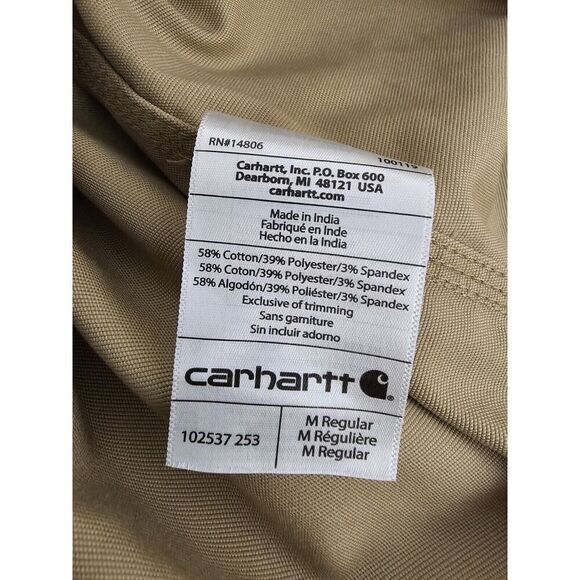 RN#14806
100119
Carhartt, Inc. P.O. Box 600
Dearborn, MI 48121 USA
carhartt.com
Made in India
Fabriqué en Inde
Hecho en la India
58% Cotton/39% Polyester/3% Spandex
58% Coton/39% Polyester/3% Spandex
58% Algodón/39% Poliéster/3% Spandex
Exclusive of trimming
Sans garniture
Sin incluir adorno
carhartt
102537 253
M Regular
M Régulière
M Regular